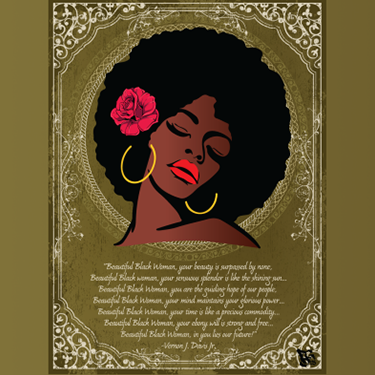 "Beautiful Black Woman, your beauty is surpassed by none,
Beautiful Black woman, your sensuous splendor is like the shining sun...
Beautiful Black Woman, you are the guiding hope of our people,
Beautiful Black Woman, your mind maintains your glorious power...
Beautiful Black Woman, your time is like a precious commodity...
Beautiful Black Woman, your ebony will is strong and free...
Beautiful Black Woman, in you lies our future!"
-Vernon J. Davis Jr.